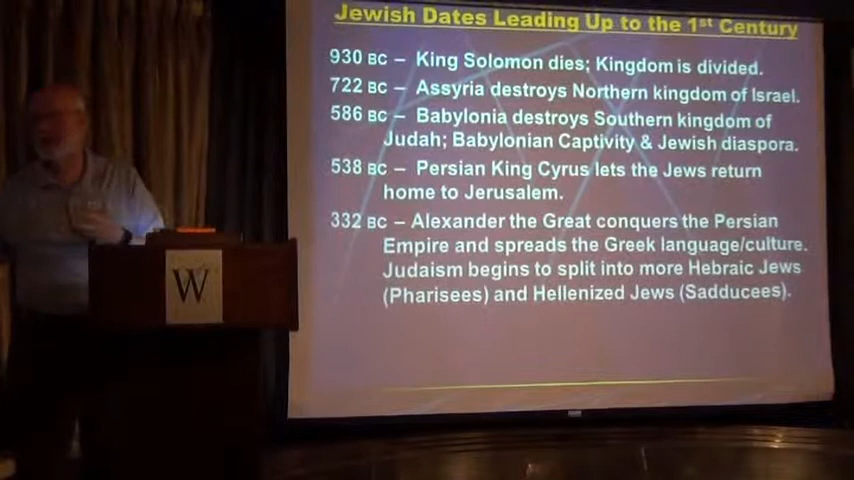 Jewish Dates Leading Up to the 1st Century
930 BC – King Solomon dies; Kingdom is divided.
722 BC – Assyria destroys Northern kingdom of Israel.
586 BC – Babylonia destroys Southern kingdom of
Judah; Babylonian Captivity & Jewish diaspora.
538 BC – Persian King Cyrus lets the Jews return
home to Jerusalem.
332 BC – Alexander the Great conquers the Persian
Empire and spreads the Greek language/culture.
Judaism begins to split into more Hebraic Jews
(Pharisees) and Hellenized Jews (Sadducees).
W